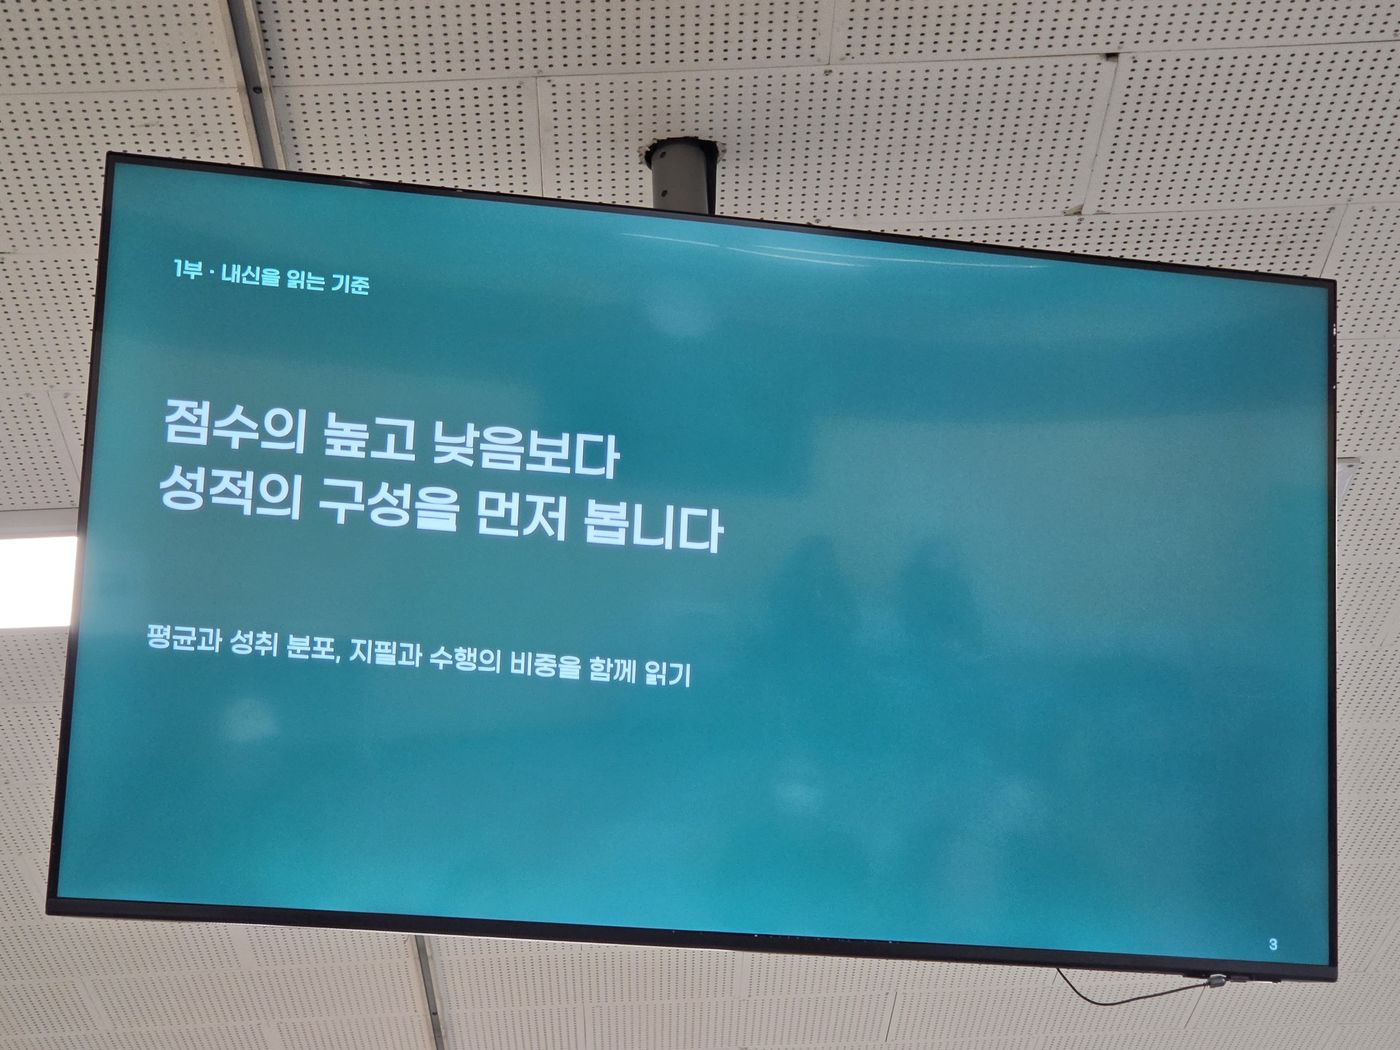 1부 · 내신을 읽는 기준
점수의 높고 낮음보다
성적의 구성을 먼저 봅니다
평균과 성취 분포, 지필과 수행의 비중을 함께 읽기
3